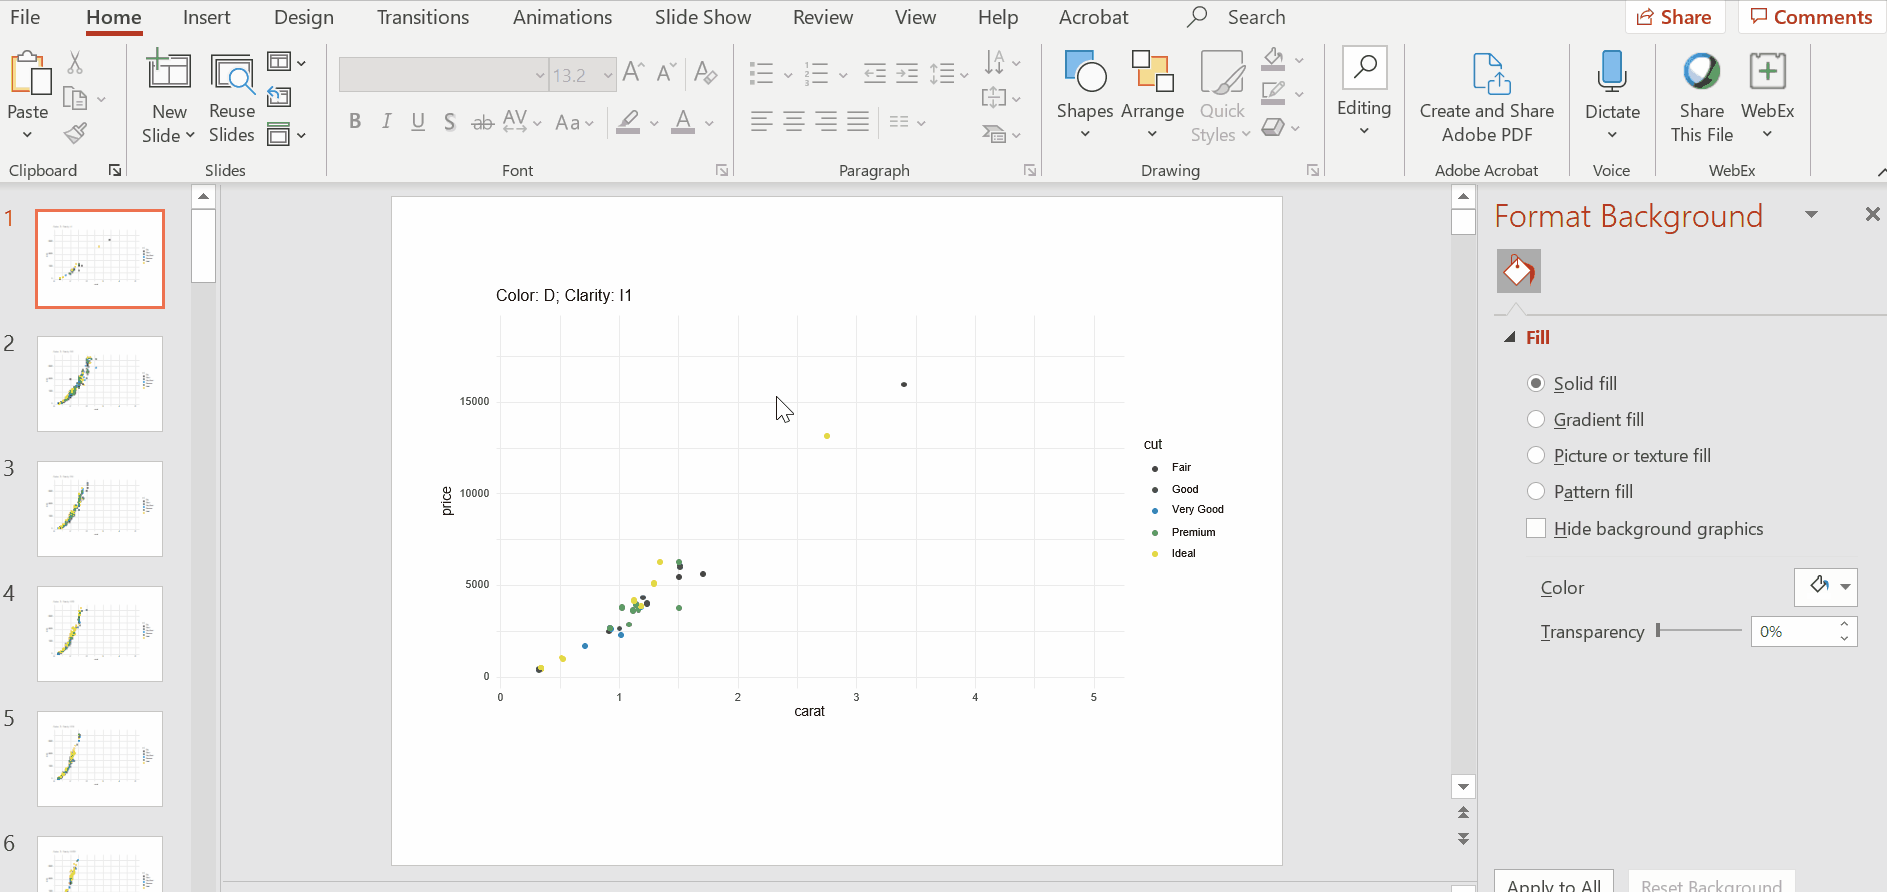 File Home Insert Design Transitions Animations Slide Show Review View Help Acrobat Search Share Comments
Paste
New Slide
Reuse Slides
13.2
B I U S ab AV Aa A
Shapes Arrange Quick Styles
Editing
Create and Share Adobe PDF
Dictate
Share This File
WebEx
Clipboard Slides Font Paragraph Drawing Adobe Acrobat Voice WebEx
1
2
3
4
5
6
Color: D; Clarity: I1
15000
10000
5000
0
price
0 1 2 3 4 5
carat
cut
Fair
Good
Very Good
Premium
Ideal
Format Background
Fill
Solid fill
Gradient fill
Picture or texture fill
Pattern fill
Hide background graphics
Color
Transparency 0%
Apply to All Reset Background